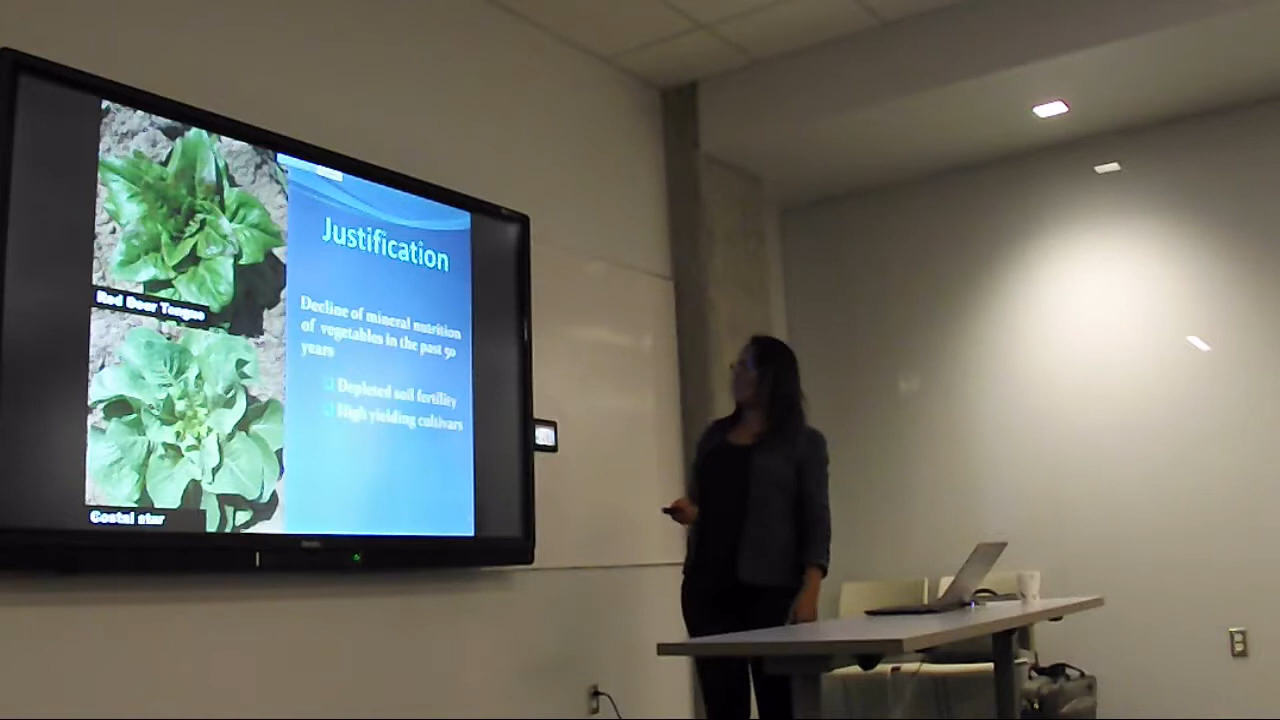 Justification
Decline of mineral nutrition
of vegetables in the past 50
years
Depleted soil fertility
High yielding cultivars
Red Deer Tongue
Costal star